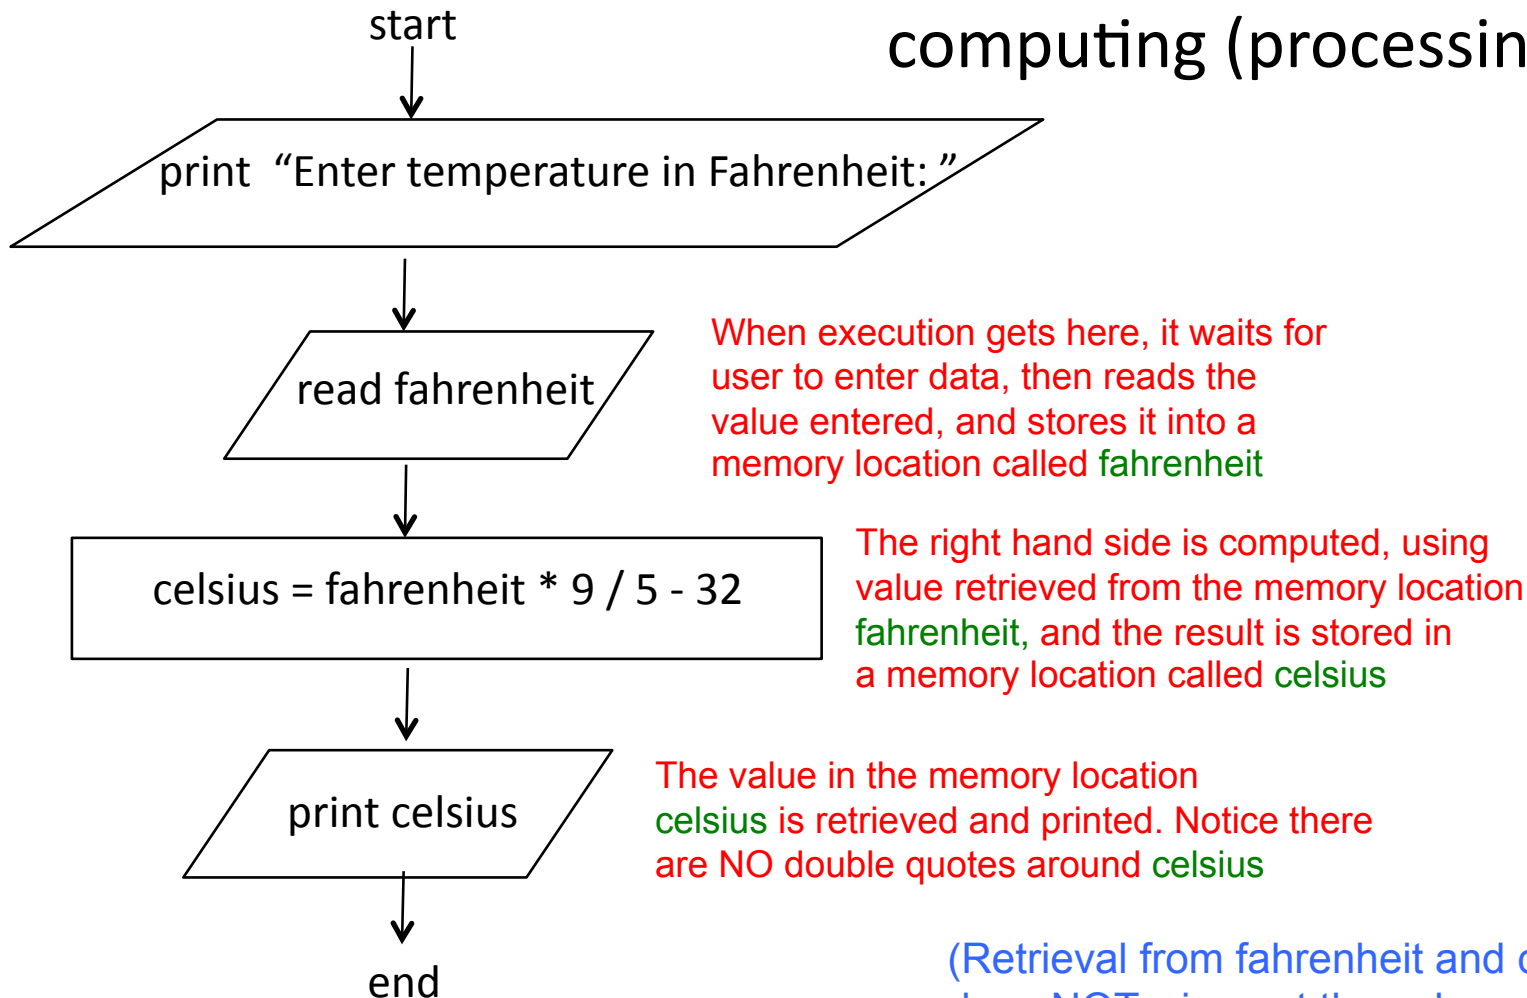 start
computing (processin
print “Enter temperature in Fahrenheit: ”
read fahrenheit
When execution gets here, it waits for
user to enter data, then reads the
value entered, and stores it into a
memory location called fahrenheit
celsius = fahrenheit * 9 / 5 - 32
The right hand side is computed, using
value retrieved from the memory location
fahrenheit, and the result is stored in
a memory location called celsius
print celsius
The value in the memory location
celsius is retrieved and printed. Notice there
are NO double quotes around celsius
end
(Retrieval from fahrenheit and